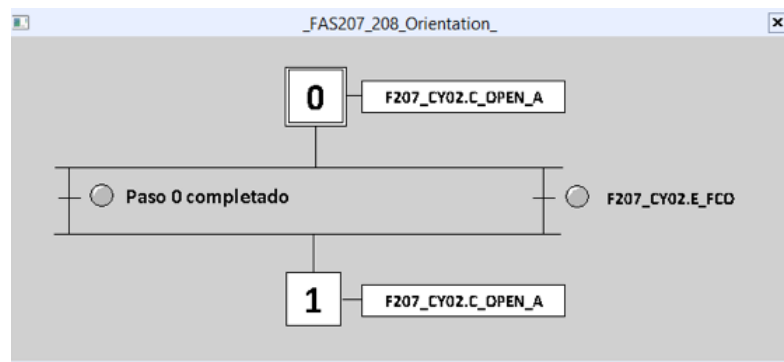 _FAS207_208_Orientation_
0
F207_CY02.C_OPEN_A
Paso 0 completado
F207_CY02.E_FCO
1
F207_CY02.C_OPEN_A